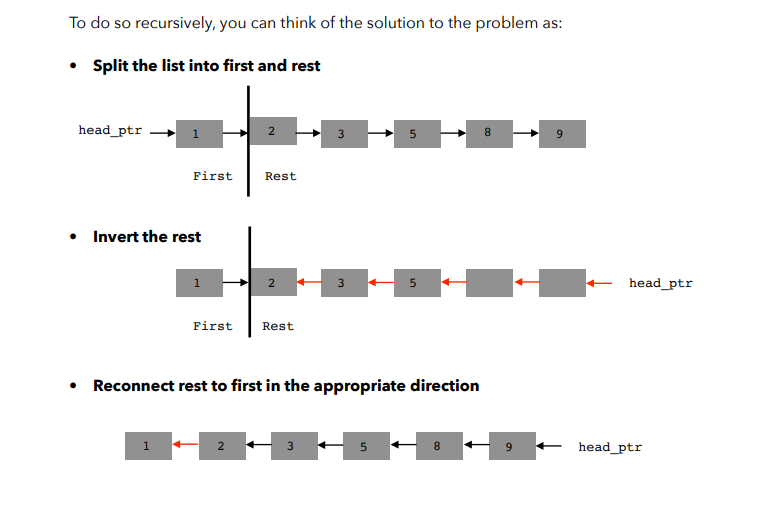 To do so recursively, you can think of the solution to the problem as:
• Split the list into first and rest
head_ptr 1 2 3 5 8 9
First Rest
• Invert the rest
1 2 3 5 head_ptr
First Rest
• Reconnect rest to first in the appropriate direction
1 2 3 5 8 9 head_ptr